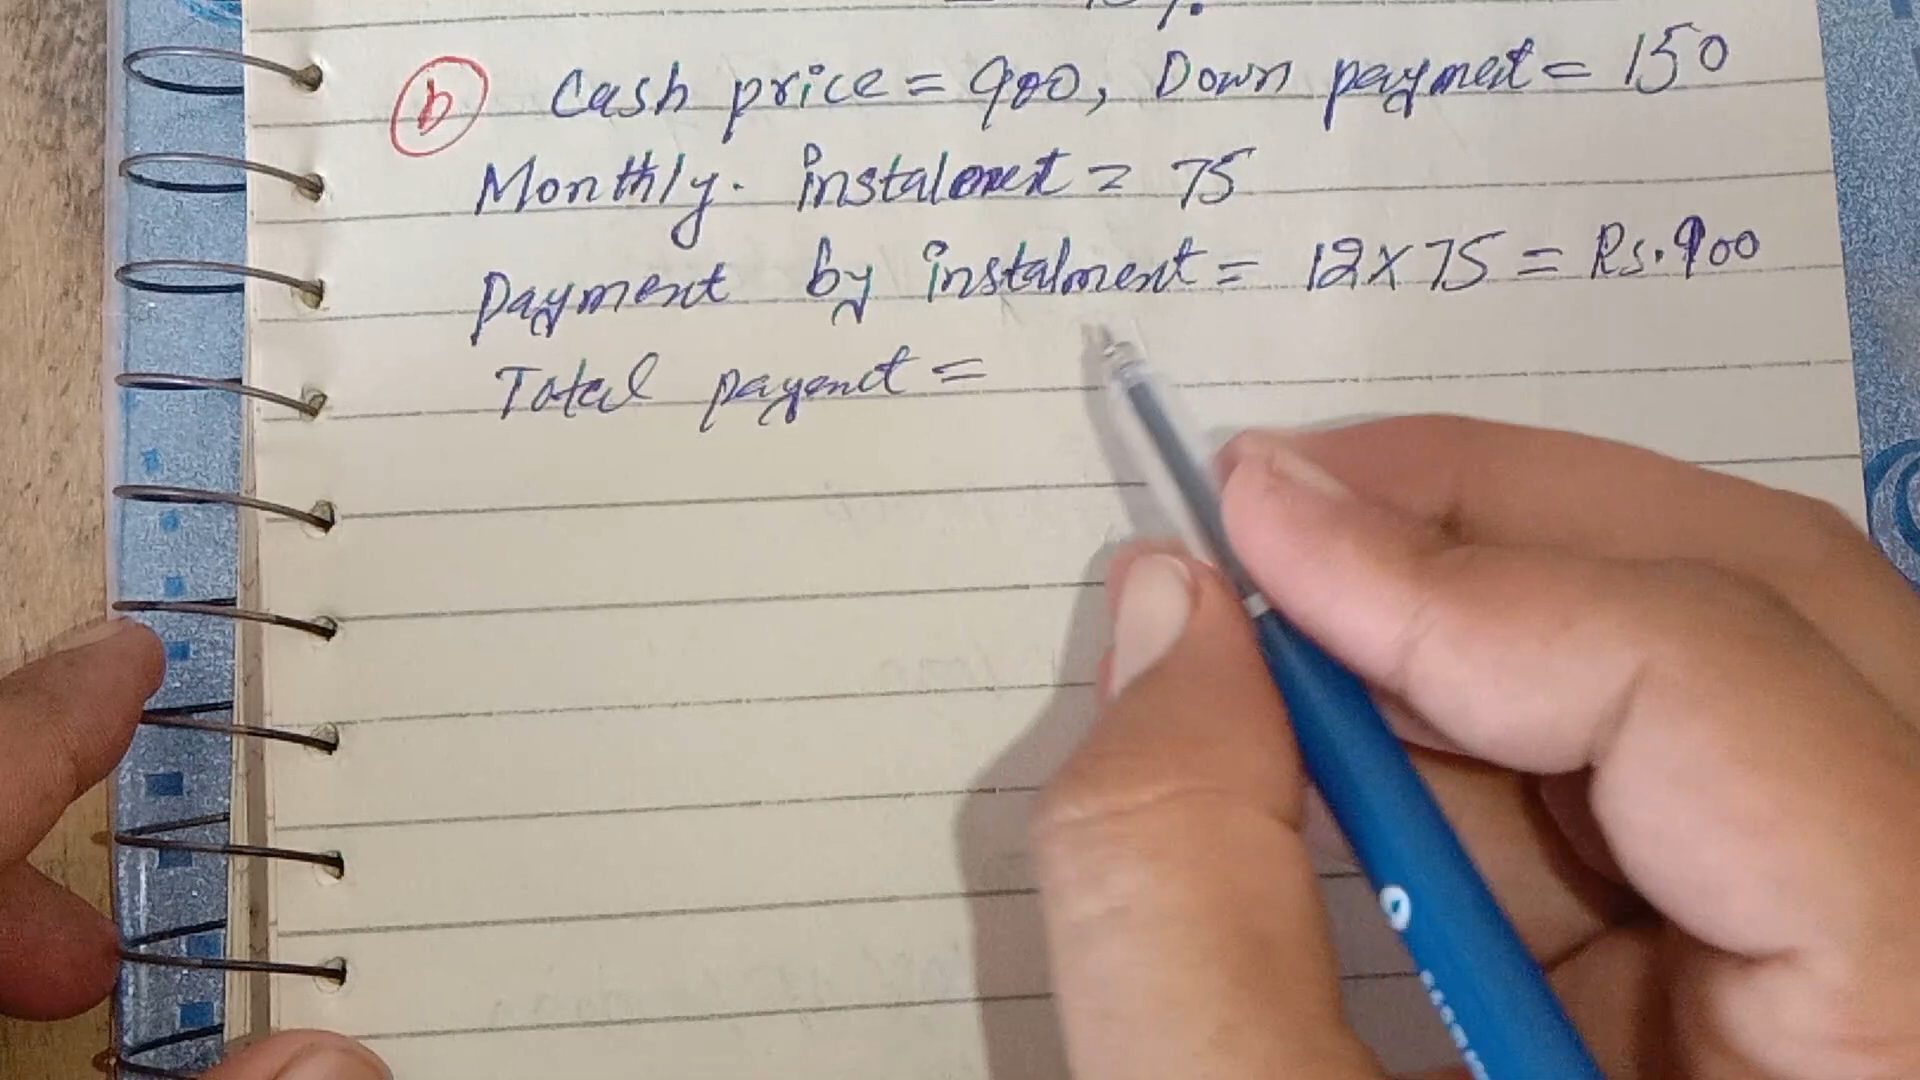 ⓑ Cash price = 900, Down payment = 150
Monthly. instalment = 75
Payment by instalment = 12 x 75 = Rs. 900
Total payment =